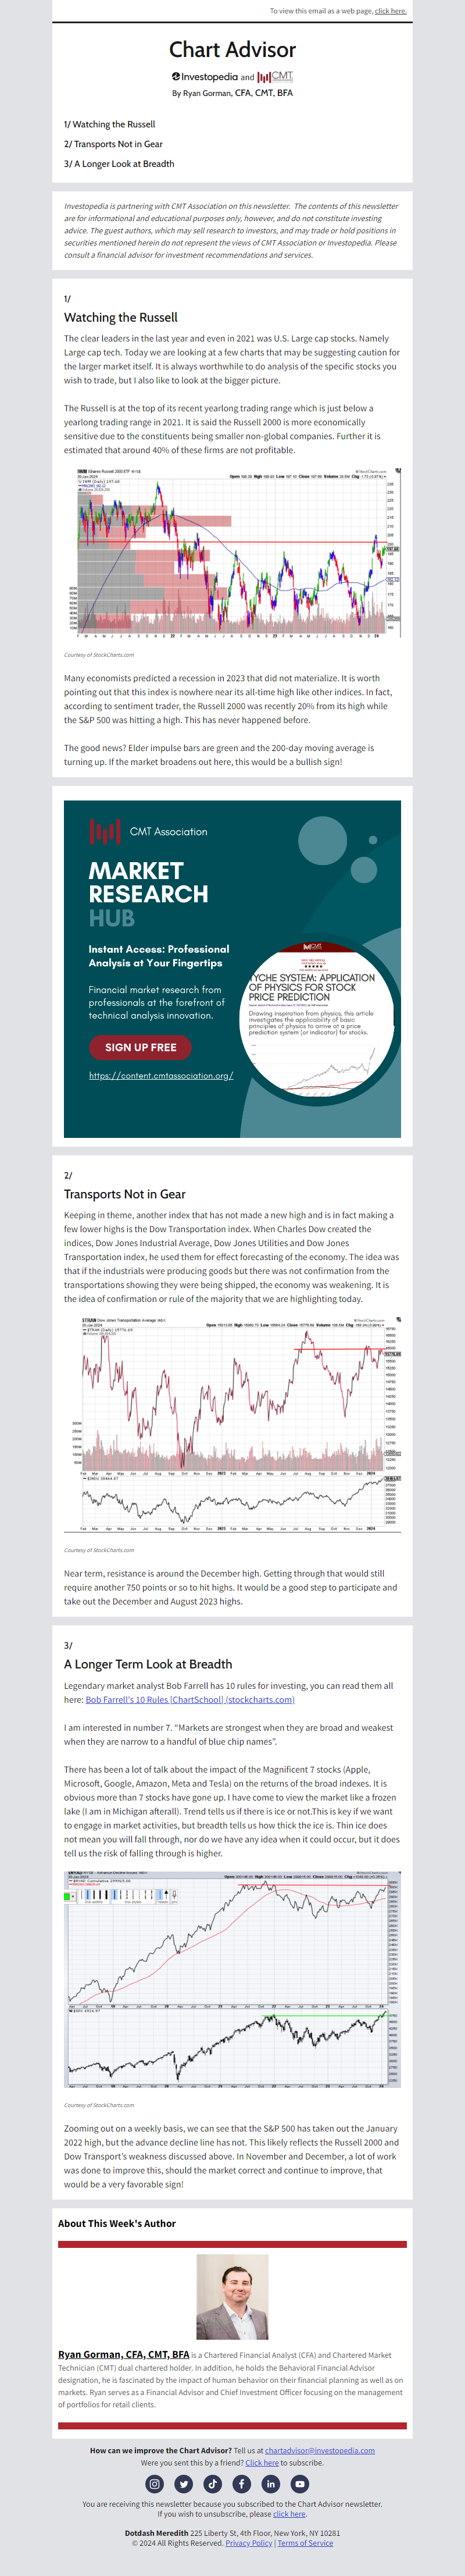 To view this email as a web page, click here.
Chart Advisor
Investopedia and CMT
By Ryan Gorman, CFA, CMT, BFA
1/ Watching the Russell
2/ Transports Not in Gear
3/ A Longer Look at Breadth
Investopedia is partnering with CMT Association on this newsletter. The contents of this newsletter
are for informational and educational purposes only, however, and do not constitute investing
advice. The guest authors, which may sell research to investors, and may trade or hold positions in
securities mentioned herein do not represent the views of CMT Association or Investopedia. Please
consult a financial advisor for investment recommendations and services.
1/
Watching the Russell
The clear leaders in the last year and even in 2021 was U.S. Large cap stocks. Namely
Large cap tech. Today we are looking at a few charts that may be suggesting caution for
the larger market itself. It is always worthwhile to do analysis of the specific stocks you
wish to trade, but I also like to look at the bigger picture.
The Russell is at the top of its recent yearlong trading range which is just below a
yearlong trading range in 2021. It is said the Russell 2000 is more economically
sensitive due to the constituents being smaller non-global companies. Further it is
estimated that around 40% of these firms are not profitable.
Courtesy of StockCharts.com
Many economists predicted a recession in 2023 that did not materialize. It is worth
pointing out that this index is nowhere near its all-time high like other indices. In fact,
according to sentiment trader, the Russell 2000 was recently 20% from its high while
the S&P 500 was hitting a high. This has never happened before.
The good news? Elder impulse bars are green and the 200-day moving average is
turning up. If the market broadens out here, this would be a bullish sign!
CMT Association
MARKET
RESEARCH
HUB
Instant Access: Professional
Analysis at Your Fingertips
Financial market research from
professionals at the forefront of
technical analysis innovation.
SIGN UP FREE
https://content.cmtassociation.org/
CMT
YCHE SYSTEM: APPLICATION
OF PHYSICS FOR STOCK
PRICE PREDICTION
Drawing inspiration from physics, this article
investigates the applicability of basic
principles of physics to arrive at a price
prediction system (or indicator) for stocks.
2/
Transports Not in Gear
Keeping in theme, another index that has not made a new high and is in fact making a
few lower highs is the Dow Transportation index. When Charles Dow created the
indices, Dow Jones Industrial Average, Dow Jones Utilities and Dow Jones
Transportation index, he used them for effect forecasting of the economy. The idea was
that if the industrials were producing goods but there was not confirmation from the
transportations showing they were being shipped, the economy was weakening. It is
the idea of confirmation or rule of the majority that we are highlighting today.
Courtesy of StockCharts.com
Near term, resistance is around the December high. Getting through that would still
require another 750 points or so to hit highs. It would be a good step to participate and
take out the December and August 2023 highs.
3/
A Longer Term Look at Breadth
Legendary market analyst Bob Farrell has 10 rules for investing, you can read them all
here: Bob Farrell's 10 Rules [ChartSchool] (stockcharts.com)
I am interested in number 7. “Markets are strongest when they are broad and weakest
when they are narrow to a handful of blue chip names”.
There has been a lot of talk about the impact of the Magnificent 7 stocks (Apple,
Microsoft, Google, Amazon, Meta and Tesla) on the returns of the broad indexes. It is
obvious more than 7 stocks have gone up. I have come to view the market like a frozen
lake (I am in Michigan afterall). Trend tells us if there is ice or not.This is key if we want
to engage in market activities, but breadth tells us how thick the ice is. Thin ice does
not mean you will fall through, nor do we have any idea when it could occur, but it does
tell us the risk of falling through is higher.
Courtesy of StockCharts.com
Zooming out on a weekly basis, we can see that the S&P 500 has taken out the January
2022 high, but the advance decline line has not. This likely reflects the Russell 2000 and
Dow Transport's weakness discussed above. In November and December, a lot of work
was done to improve this, should the market correct and continue to improve, that
would be a very favorable sign!
About This Week's Author
Ryan Gorman, CFA, CMT, BFA is a Chartered Financial Analyst (CFA) and Chartered Market
Technician (CMT) dual chartered holder. In addition, he holds the Behavioral Financial Advisor
designation, he is fascinated by the impact of human behavior on their financial planning as well as on
markets. Ryan serves as a Financial Advisor and Chief Investment Officer focusing on the management
of portfolios for retail clients.
How can we improve the Chart Advisor? Tell us at chartadvisor@investopedia.com
Were you sent this by a friend? Click here to subscribe.
You are receiving this newsletter because you subscribed to the Chart Advisor newsletter.
If you wish to unsubscribe, please click here.
Dotdash Meredith 225 Liberty St, 4th Floor, New York, NY 10281
© 2024 All Rights Reserved. Privacy Policy | Terms of Service